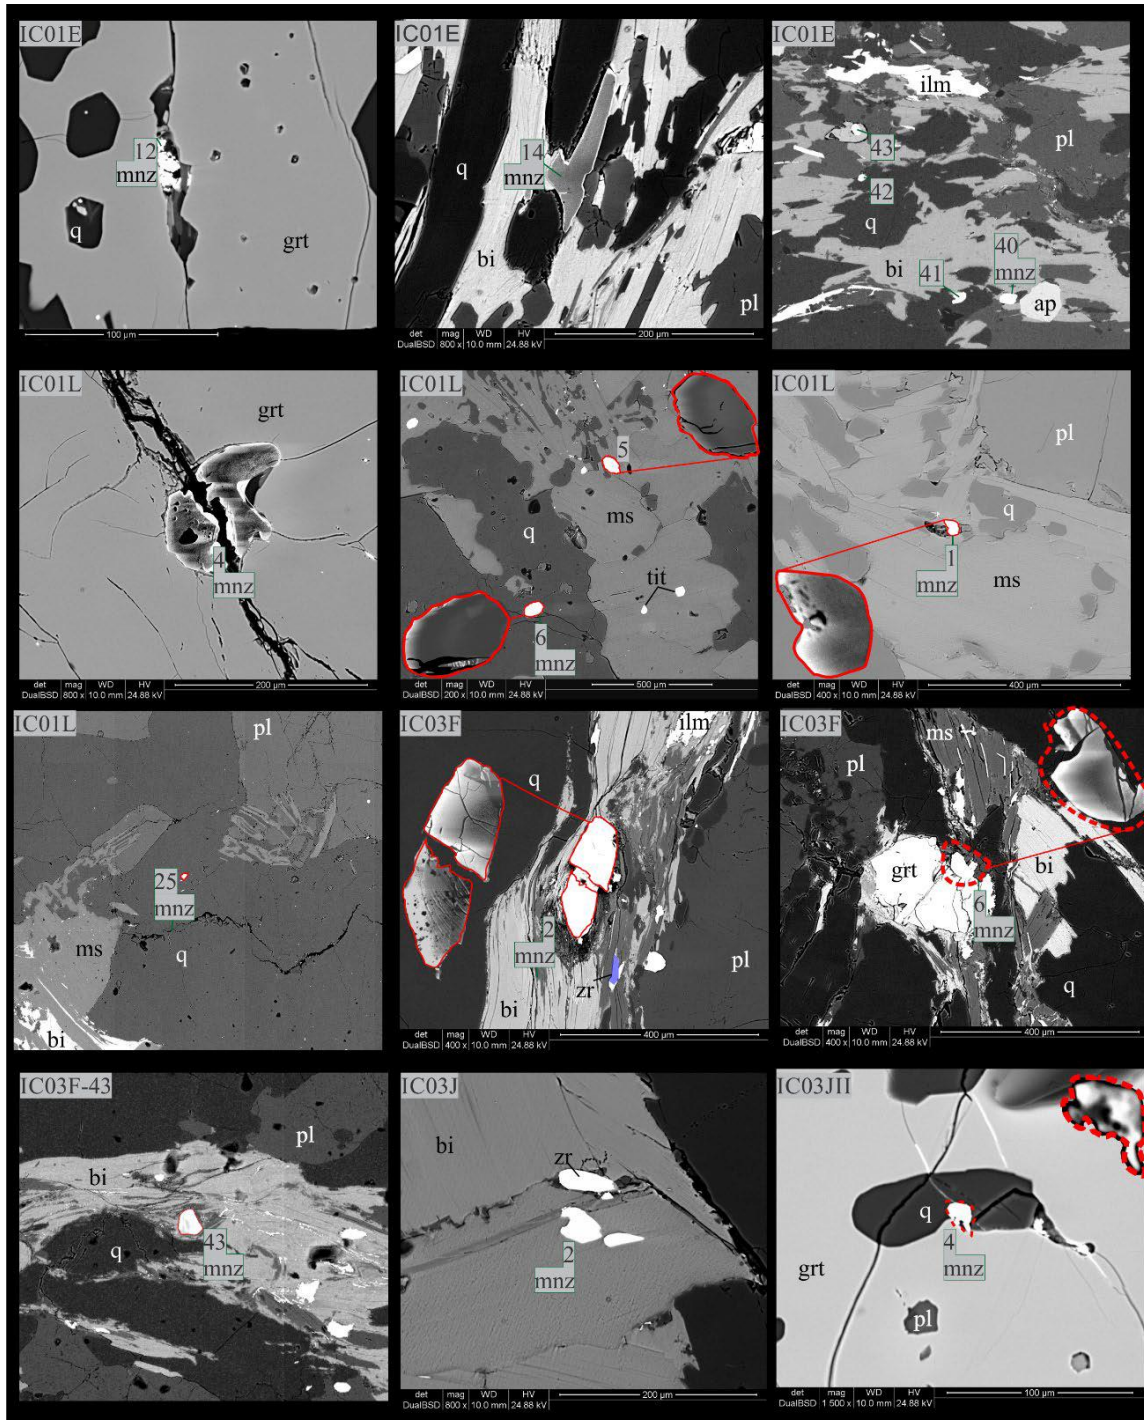 IC01E
12
mnz
q
grt
100 µm
IC01E
14
mnz
q
bi
pl
det mag WD HV
DualBSD 800 x 10.0 mm 24.88 kV
200 µm
IC01E
ilm
43
pl
42
q
40
mnz
bi
41
ap
IC01L
grt
4
mnz
det mag WD HV
DualBSD 800 x 10.0 mm 24.88 kV
200 µm
IC01L
5
q
ms
tit
6
mnz
det mag WD HV
DualBSD 200 x 10.0 mm 24.88 kV
500 µm
IC01L
pl
q
1
mnz
ms
det mag WD HV
DualBSD 400 x 10.0 mm 24.88 kV
400 µm
IC01L
pl
25
mnz
ms
q
bi
IC03F
ilm
q
2
mnz
zr
pl
bi
det mag WD HV
DualBSD 400 x 10.0 mm 24.88 kV
400 µm
IC03F
ms
pl
grt
bi
6
mnz
q
det mag WD HV
DualBSD 400 x 10.0 mm 24.88 kV
400 µm
IC03F-43
pl
bi
q
43
mnz
IC03J
bi
zr
2
mnz
det mag WD HV
DualBSD 800 x 10.0 mm 24.88 kV
200 µm
IC03JII
q
4
mnz
grt
pl
det mag WD HV
DualBSD 1 500 x 10.0 mm 24.88 kV
100 µm